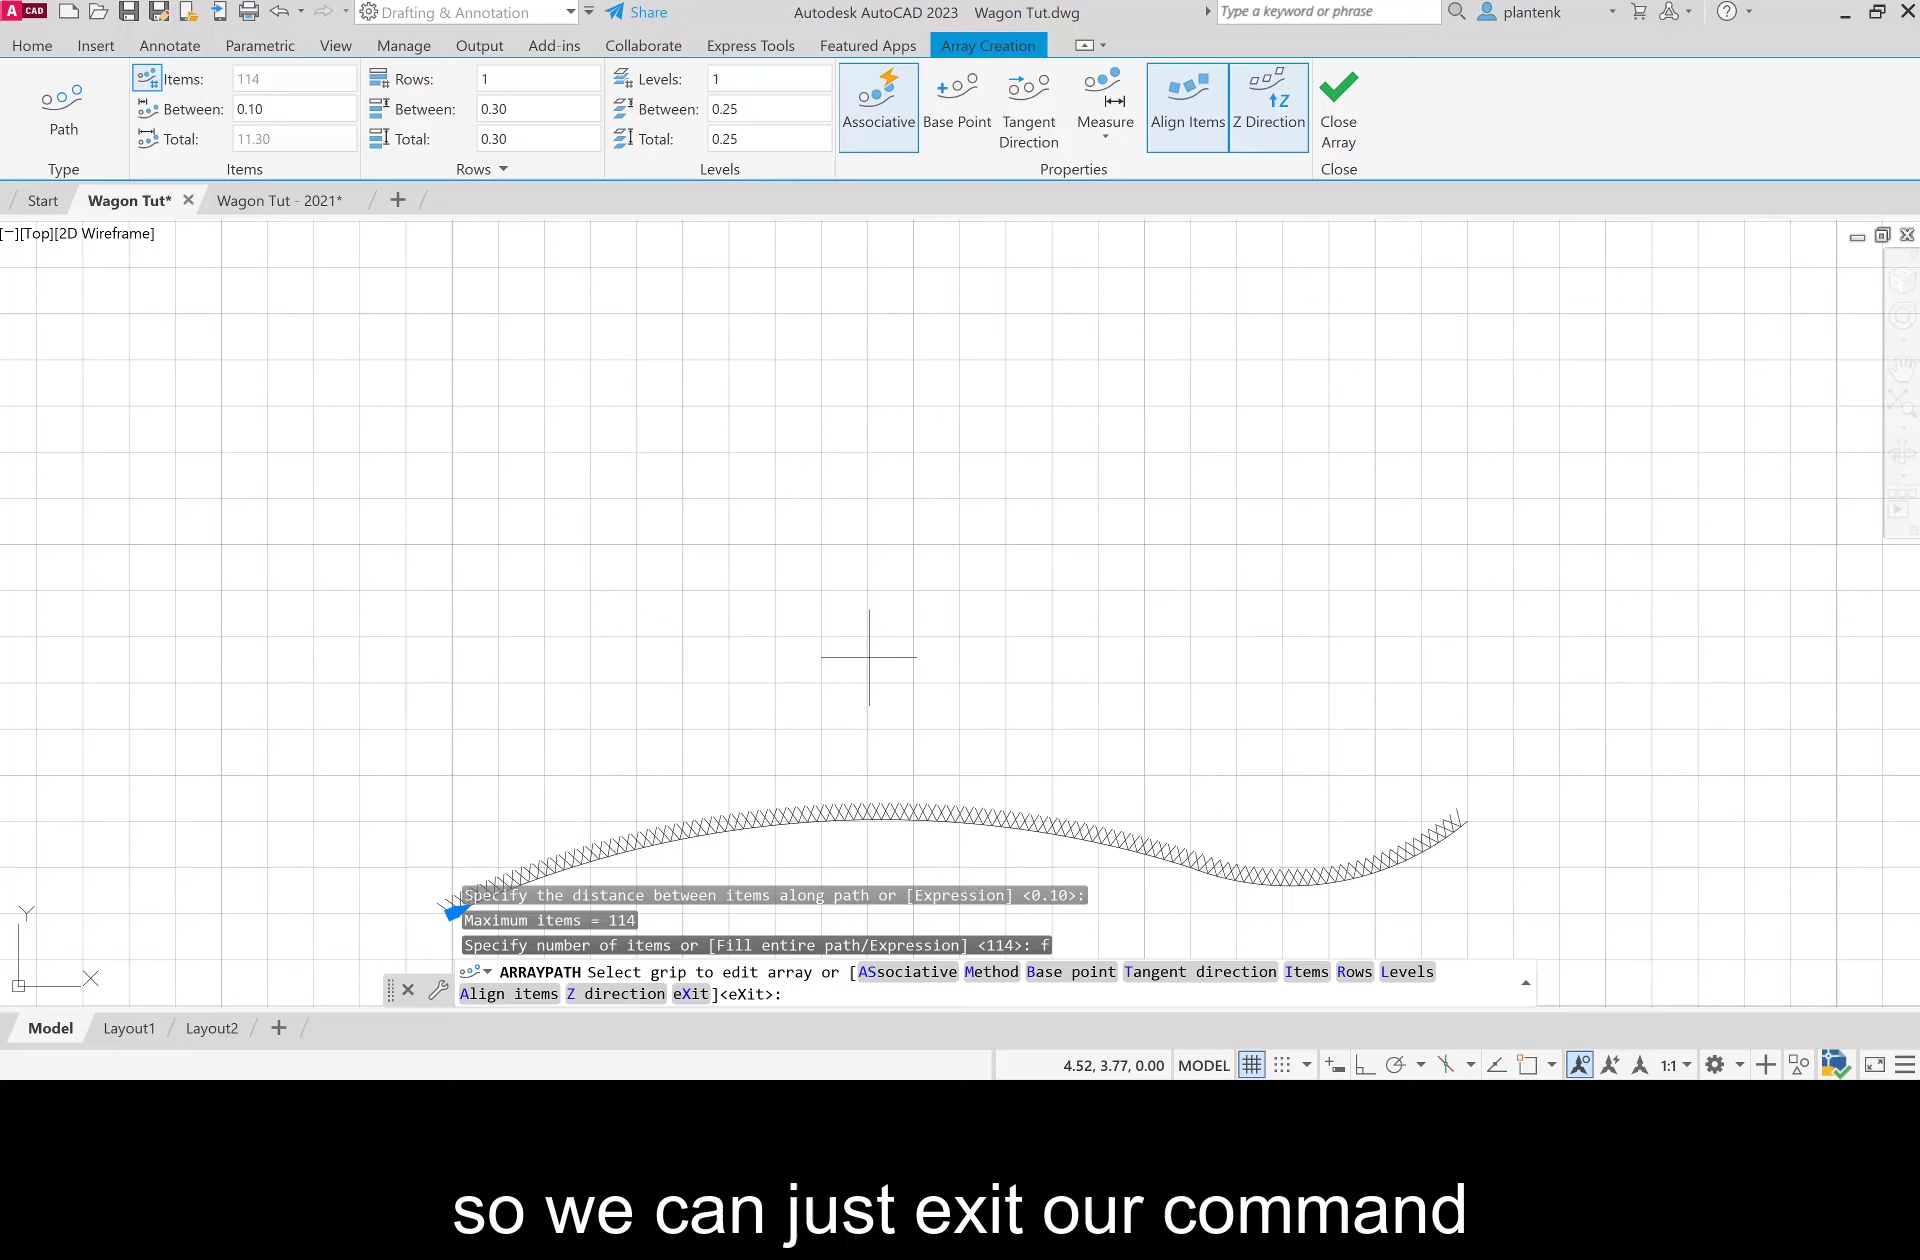 A CAD
Drafting & Annotation
Share
Autodesk AutoCAD 2023 Wagon Tut.dwg
Type a keyword or phrase
plantenk
Home Insert Annotate Parametric View Manage Output Add-ins Collaborate Express Tools Featured Apps Array Creation
Items: 114
Between: 0.10
Total: 11.30
Rows: 1
Between: 0.30
Total: 0.30
Levels: 1
Between: 0.25
Total: 0.25
Path
Associative
Base Point
Tangent
Direction
Measure
Align Items
Z
Z Direction
Close
Array
Type Items Rows Levels Properties Close
Start Wagon Tut* Wagon Tut - 2021*
[−][Top][2D Wireframe]
Specify the distance between items along path or [Expression] <0.10>:
Maximum items = 114
Specify number of items or [Fill entire path/Expression] <114>: f
ARRAYPATH Select grip to edit array or [ASsociative Method Base point Tangent direction Items Rows Levels
Align items Z direction eXit]<eXit>:
Y
X
Model Layout1 Layout2
4.52, 3.77, 0.00 MODEL 1:1
so we can just exit our command